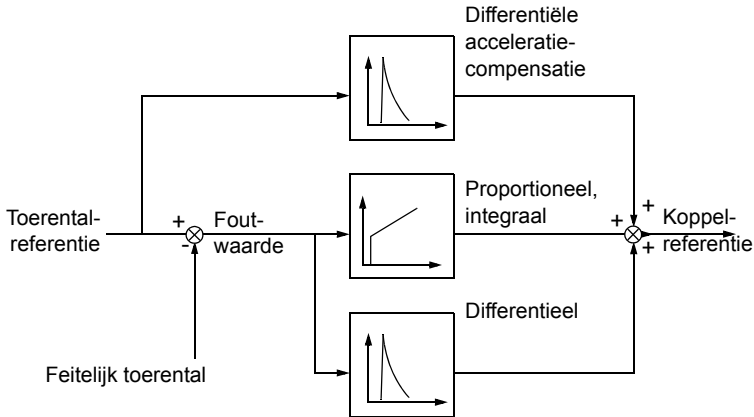 Differentiële
acceleratie-
compensatie
Proportioneel,
integraal
Toerental-
referentie
+
-
Fout-
waarde
+
+
+
Koppel-
referentie
Differentieel
Feitelijk toerental